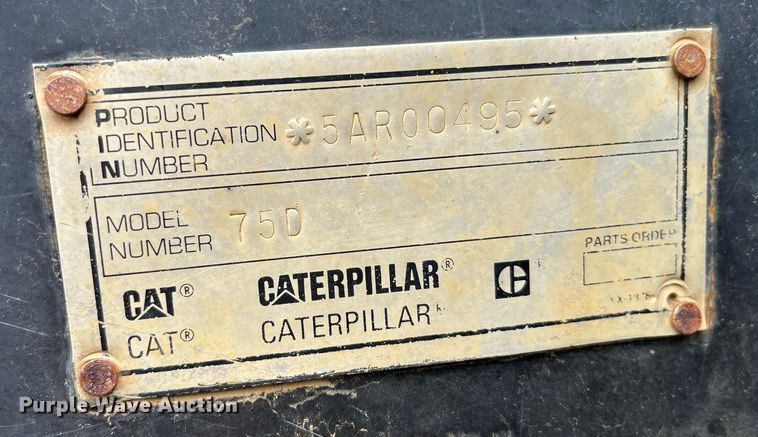 PRODUCT
IDENTIFICATION
NUMBER
*5AR00495*
MODEL
NUMBER
75D
PARTS ORDER
CAT® CATERPILLAR® C®
CAT® CATERPILLAR®
Purple Wave Auction